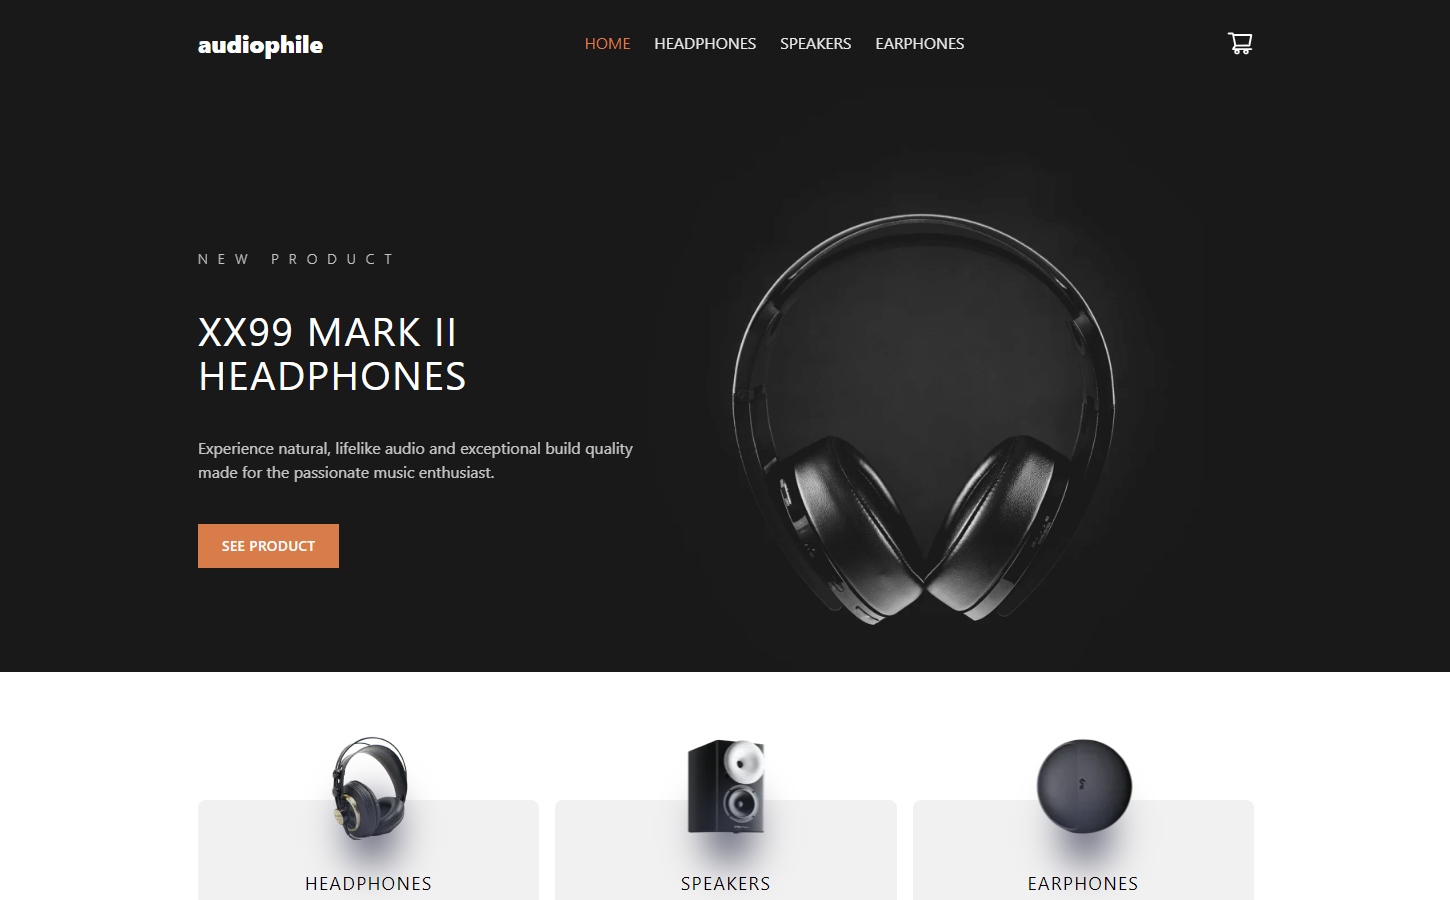 audiophile
HOME HEADPHONES SPEAKERS EARPHONES
NEW PRODUCT
XX99 MARK II
HEADPHONES
Experience natural, lifelike audio and exceptional build quality
made for the passionate music enthusiast.
SEE PRODUCT
HEADPHONES
SPEAKERS
EARPHONES